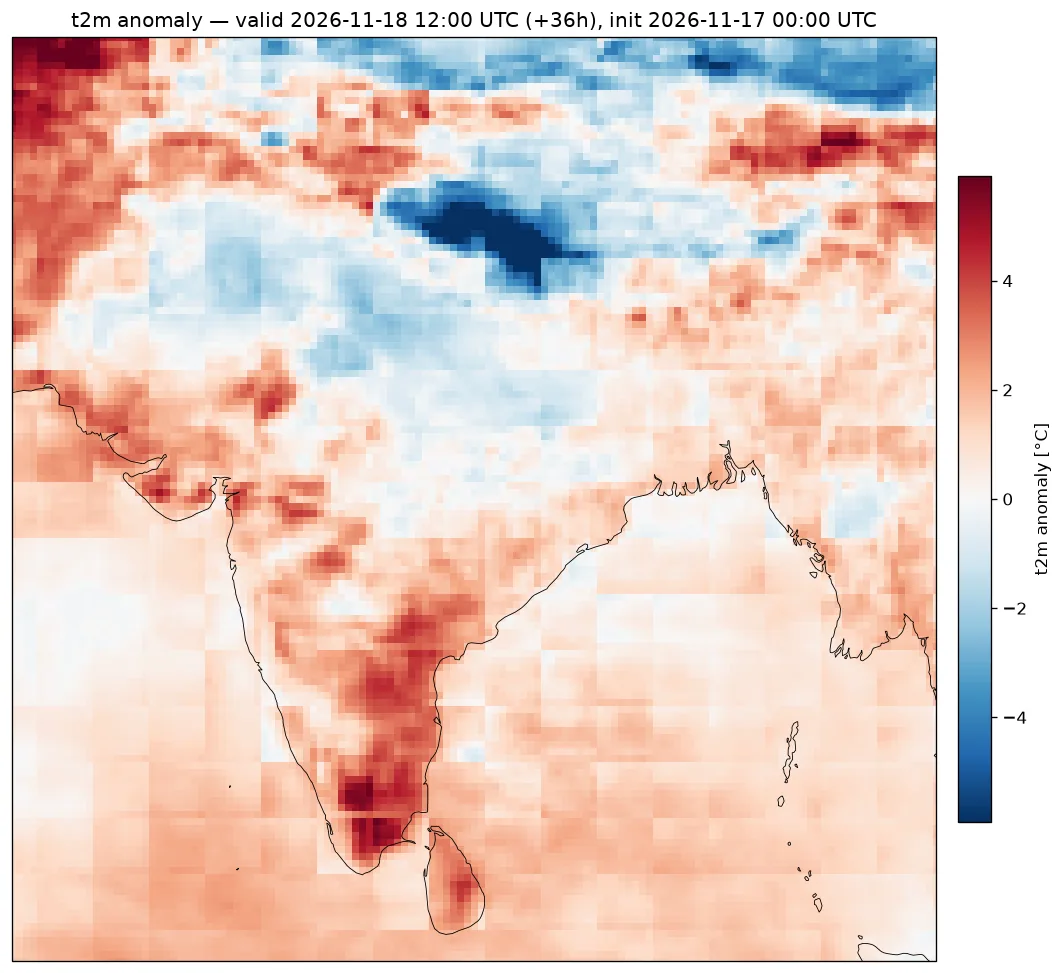 t2m anomaly — valid 2026-11-18 12:00 UTC (+36h), init 2026-11-17 00:00 UTC
4
2
0
−2
−4
t2m anomaly [°C]